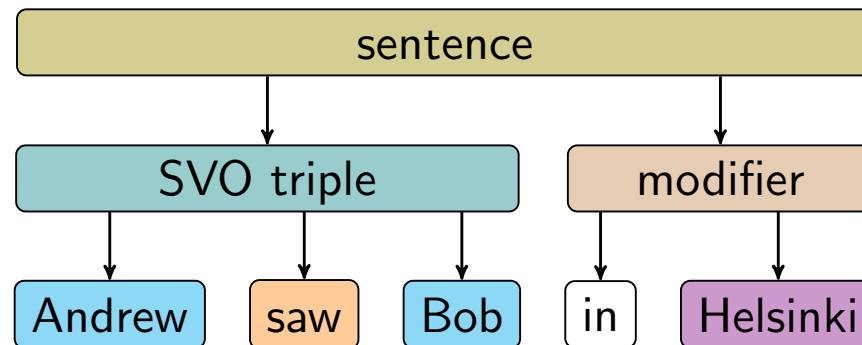 sentence
SVO triple modifier
Andrew saw Bob in Helsinki